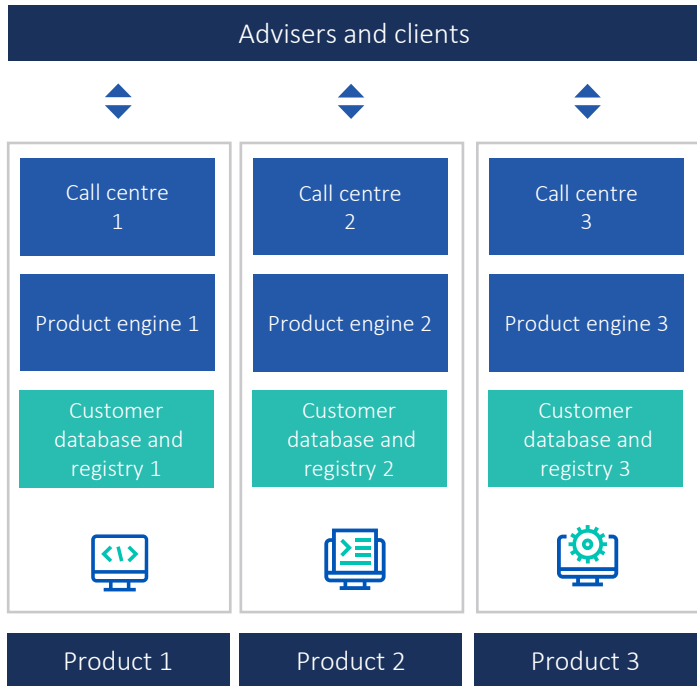 Advisers and clients
Call centre
1
Call centre
2
Call centre
3
Product engine 1
Product engine 2
Product engine 3
Customer
database and
registry 1
Customer
database and
registry 2
Customer
database and
registry 3
Product 1
Product 2
Product 3